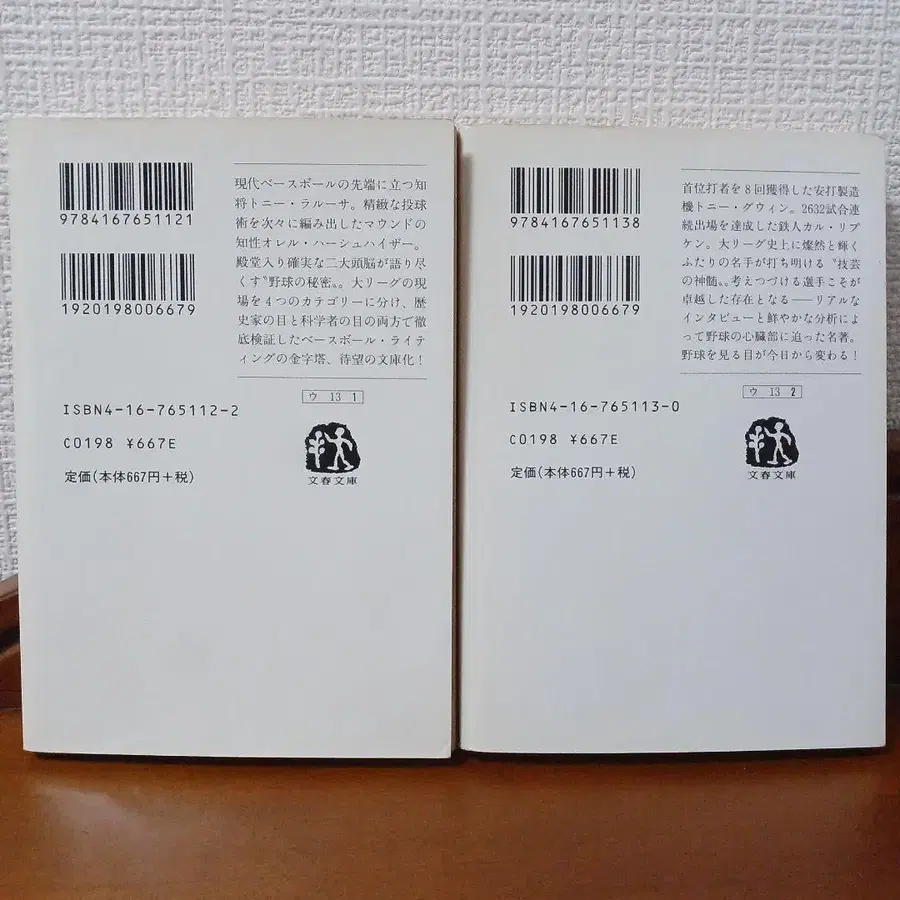 9784167651121
1920198006679
現代ベースボールの先端に立つ知
将トニー・ラルーサ。精緻な投球
術を次々に編み出したマウンドの
知性オレル・ハーシュハイザー。
殿堂入り確実な二大頭脳が語り尽
くす〝野球の秘密〟。大リーグの現
場を4つのカテゴリーに分け、歴
史家の目と科学者の目の両方で徹
底検証したベースボール・ライテ
ィングの金字塔、待望の文庫化!
ウ 13 1
ISBN4-16-765112-2
C0198 ¥667E
定価(本体667円+税)
文春文庫
9784167651138
1920198006679
首位打者を8回獲得した安打製造
機トニー・グウィン。2632試合連
続出場を達成した鉄人カル・リプ
ケン。大リーグ史上に燦然と輝く
ふたりの名手が打ち明ける〝技芸
の神髄〟。考えつづける選手こそが
卓越した存在となる――リアルな
インタビューと鮮やかな分析によ
って野球の心臓部に迫った名著。
野球を見る目が今日から変わる!
ウ 13 2
ISBN4-16-765113-0
C0198 ¥667E
定価(本体667円+税)
文春文庫